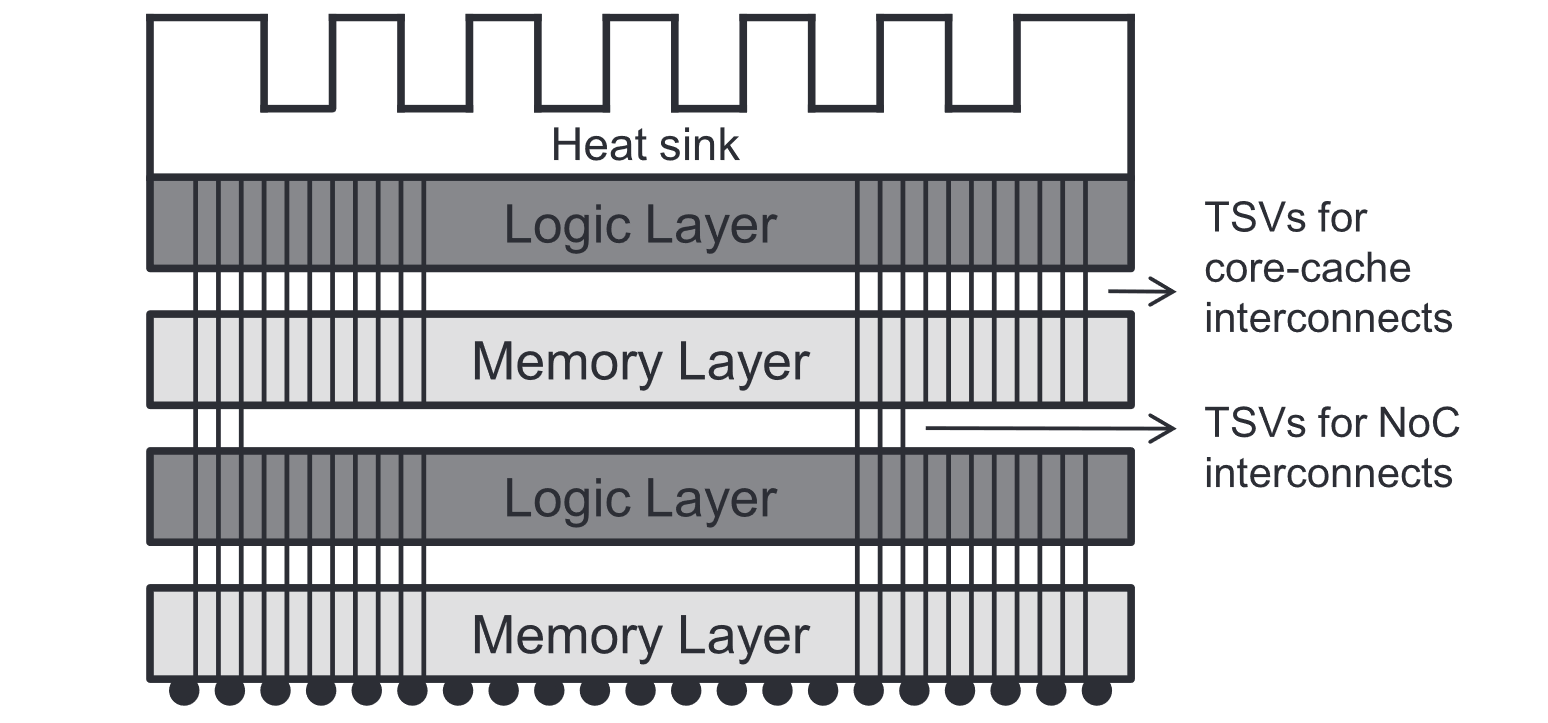 Heat sink
Logic Layer
TSVs for
core-cache
interconnects
Memory Layer
TSVs for NoC
interconnects
Logic Layer
Memory Layer